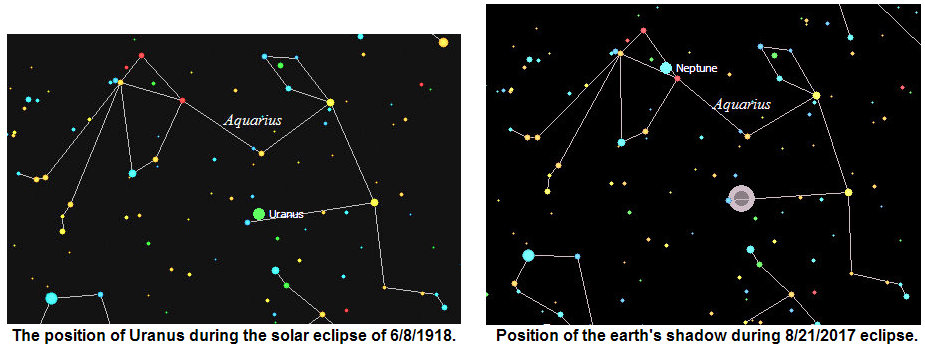 Aquarius
Uranus
The position of Uranus during the solar eclipse of 6/8/1918.
Neptune
Aquarius
Position of the earth's shadow during 8/21/2017 eclipse.